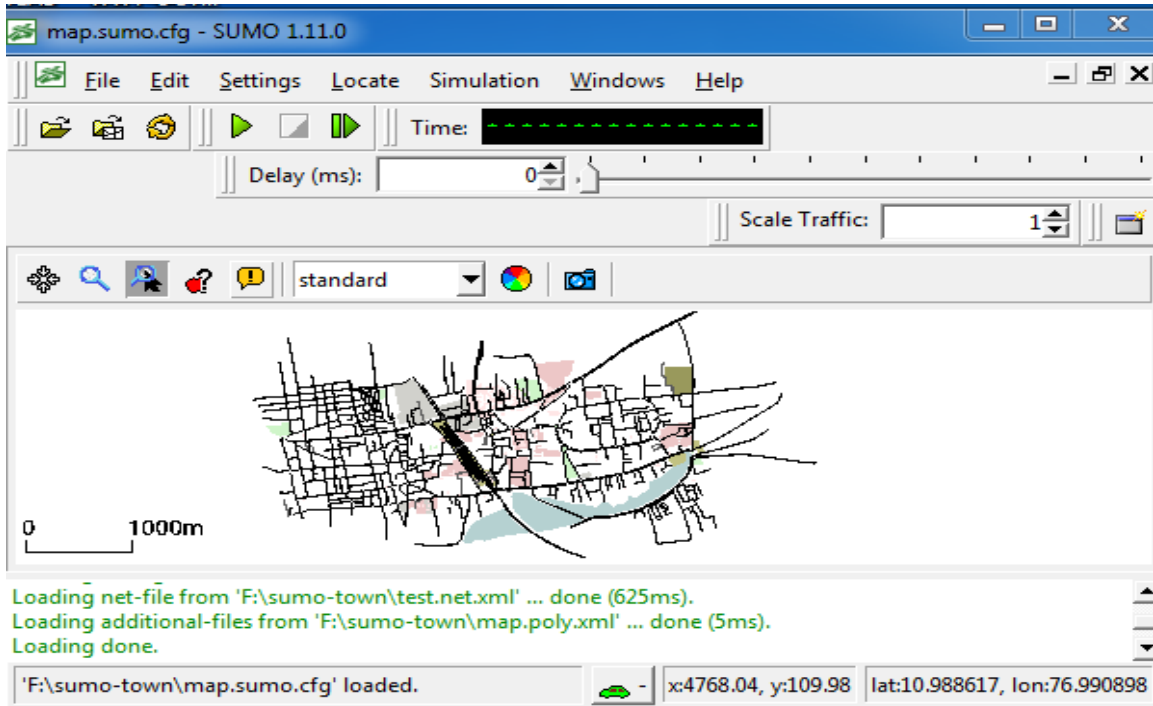 map.sumo.cfg - SUMO 1.11.0
File Edit Settings Locate Simulation Windows Help
Time:
Delay (ms): 0
Scale Traffic: 1
standard
0 1000m
Loading net-file from 'F:\sumo-town\test.net.xml' ... done (625ms).
Loading additional-files from 'F:\sumo-town\map.poly.xml' ... done (5ms).
Loading done.
'F:\sumo-town\map.sumo.cfg' loaded. - x:4768.04, y:109.98 lat:10.988617, lon:76.990898